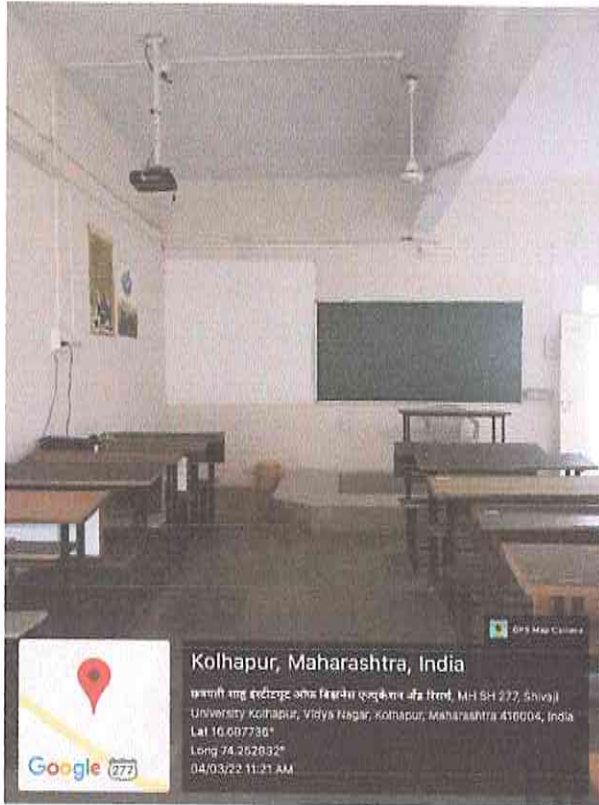 GPS Map Camera
Kolhapur, Maharashtra, India
छत्रपती शाहू इंस्टीटयूट ऑफ बिझनेस एज्युकेशन अँड रिसर्च, MH SH 277, Shivaji
University Kolhapur, Vidya Nagar, Kolhapur, Maharashtra 416004, India
Lat 16.687736°
Long 74.252832°
04/03/22 11:21 AM
Google
277